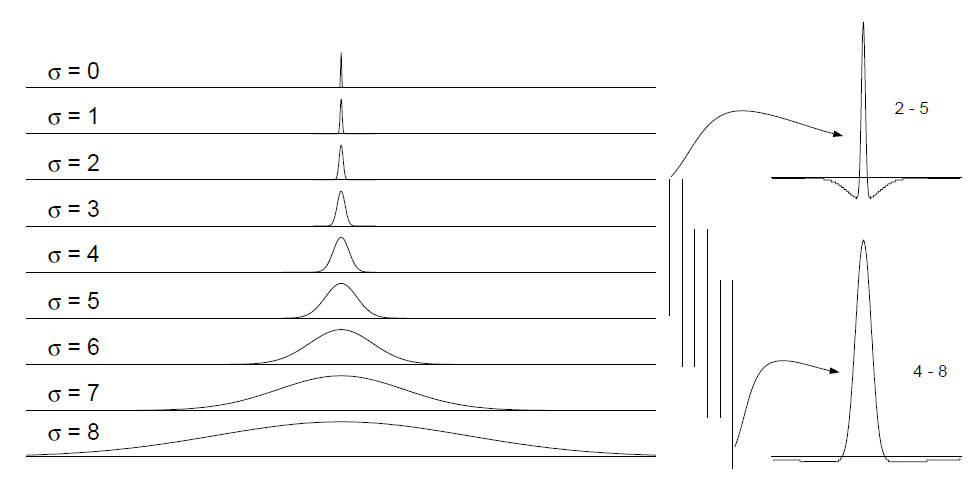 σ = 0
σ = 1
σ = 2
σ = 3
σ = 4
σ = 5
σ = 6
σ = 7
σ = 8
2 - 5
4 - 8